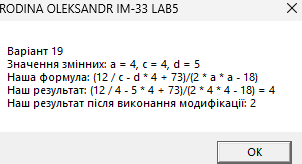 RODINA OLEKSANDR IM-33 LAB5
Варіант 19
Значення змінних: a = 4, c = 4, d = 5
Наша формула: (12 / c - d * 4 + 73)/(2 * a * a - 18)
Наш результат: (12 / 4 - 5 * 4 + 73)/(2 * 4 * 4 - 18) = 4
Наш результат після виконання модифікації: 2
OK